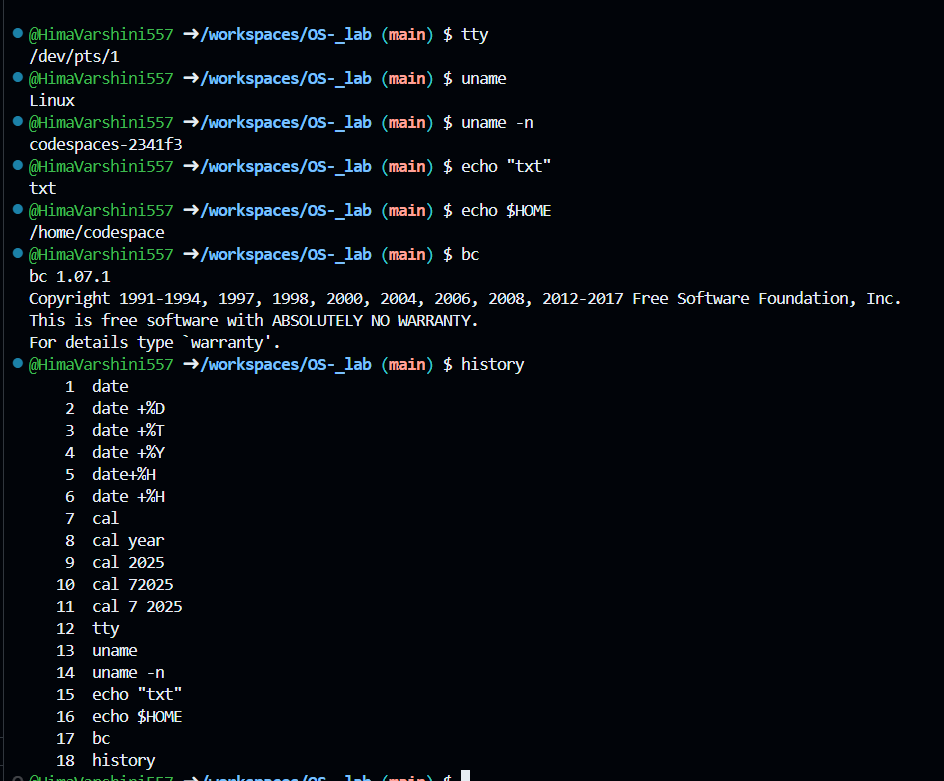 @HimaVarshini557 ➜/workspaces/OS-_lab (main) $ tty
/dev/pts/1
@HimaVarshini557 ➜/workspaces/OS-_lab (main) $ uname
Linux
@HimaVarshini557 ➜/workspaces/OS-_lab (main) $ uname -n
codespaces-2341f3
@HimaVarshini557 ➜/workspaces/OS-_lab (main) $ echo "txt"
txt
@HimaVarshini557 ➜/workspaces/OS-_lab (main) $ echo $HOME
/home/codespace
@HimaVarshini557 ➜/workspaces/OS-_lab (main) $ bc
bc 1.07.1
Copyright 1991-1994, 1997, 1998, 2000, 2004, 2006, 2008, 2012-2017 Free Software Foundation, Inc.
This is free software with ABSOLUTELY NO WARRANTY.
For details type `warranty'.
@HimaVarshini557 ➜/workspaces/OS-_lab (main) $ history
1 date
2 date +%D
3 date +%T
4 date +%Y
5 date+%H
6 date +%H
7 cal
8 cal year
9 cal 2025
10 cal 72025
11 cal 7 2025
12 tty
13 uname
14 uname -n
15 echo "txt"
16 echo $HOME
17 bc
18 history
@HimaVarshini557 ➜/workspaces/OS-_lab (main) $